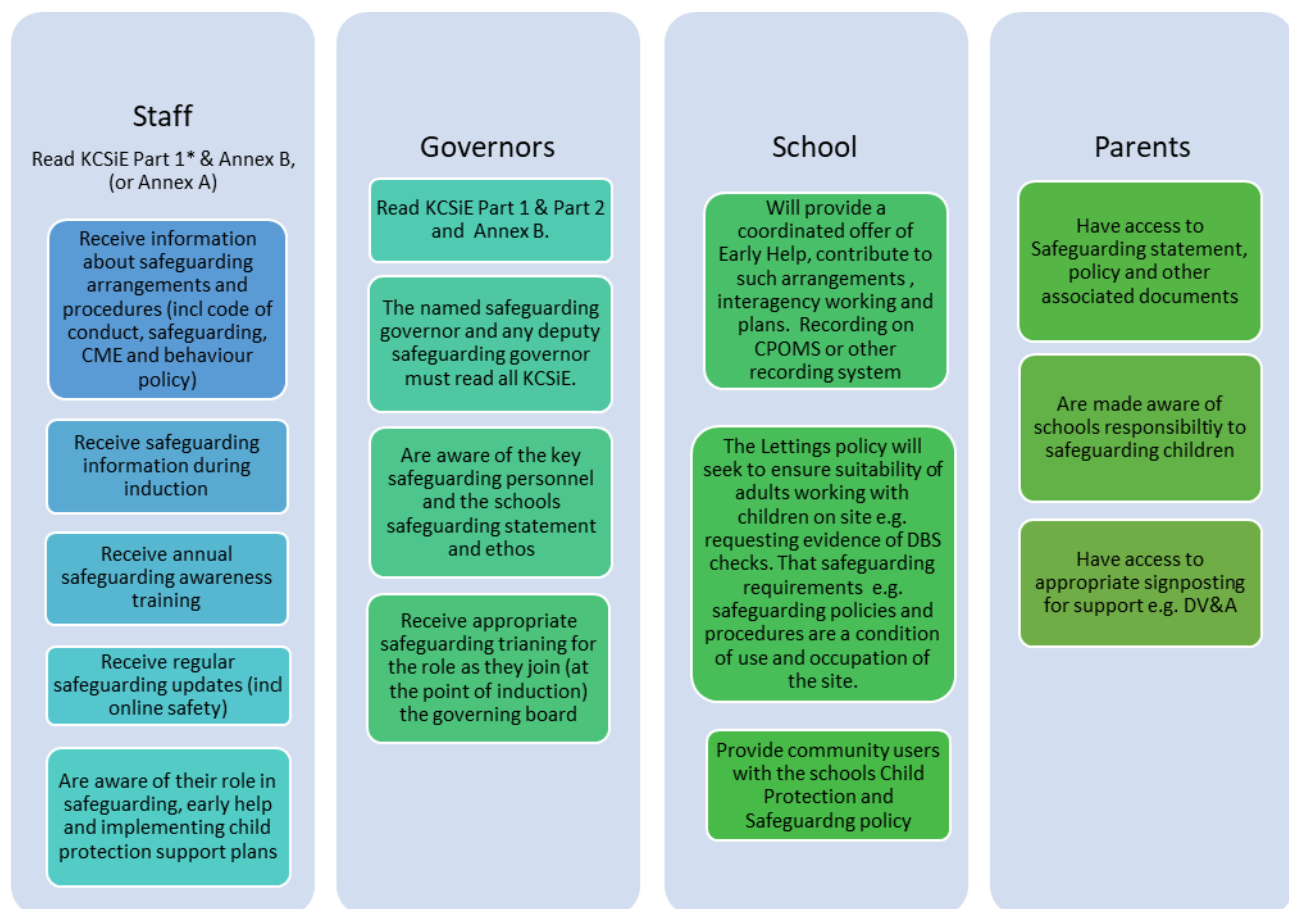 Staff
Read KCSiE Part 1* & Annex B,
(or Annex A)
Receive information
about safeguarding
arrangements and
procedures (incl code of
conduct, safeguarding,
CME and behaviour
policy)
Receive safeguarding
information during
induction
Receive annual
safeguarding awareness
training
Receive regular
safeguarding updates (incl
online safety)
Are aware of their role in
safeguarding, early help
and implementing child
protection support plans
Governors
Read KCSiE Part 1 & Part 2
and Annex B.
The named safeguarding
governor and any deputy
safeguarding governor
must read all KCSiE.
Are aware of the key
safeguarding personnel
and the schools
safeguarding statement
and ethos
Receive appropriate
safeguarding trianing for
the role as they join (at
the point of induction)
the governing board
School
Will provide a
coordinated offer of
Early Help, contribute to
such arrangements ,
interagency working and
plans. Recording on
CPOMS or other
recording system
The Lettings policy will
seek to ensure suitability of
adults working with
children on site e.g.
requesting evidence of DBS
checks. That safeguarding
requirements e.g.
safeguarding policies and
procedures are a condition
of use and occupation of
the site.
Provide community users
with the schools Child
Protection and
Safeguardng policy
Parents
Have access to
Safeguarding statement,
policy and other
associated documents
Are made aware of
schools responsibiltiy to
safeguarding children
Have access to
appropriate signposting
for support e.g. DV&A